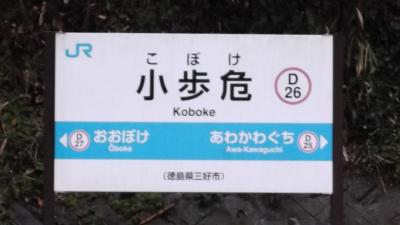 JR
こぼけ
小歩危
Koboke
D
26
D
27
おおぼけ
Ōboke
あわかわぐち
Awa-Kawaguchi
D
25
(徳島県三好市)